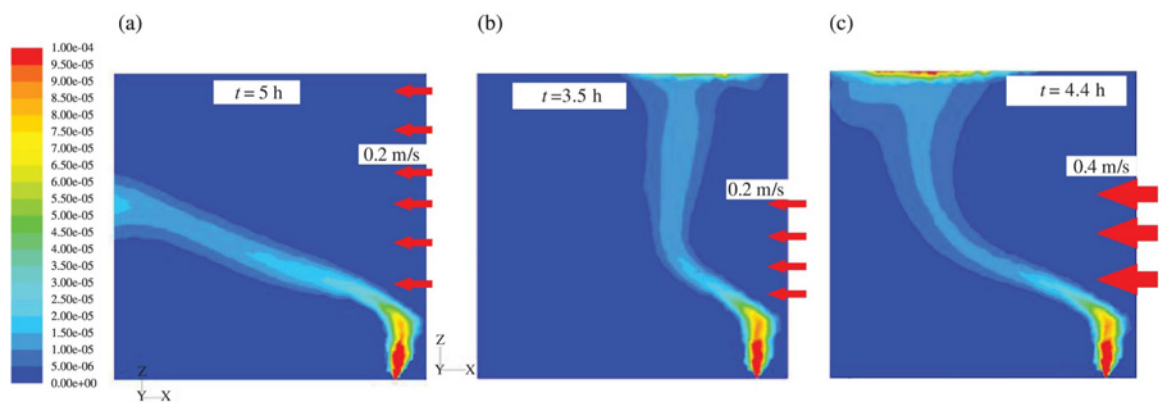 (a)
(b)
(c)
1.00e-04
9.50e-05
9.00e-05
8.50e-05
8.00e-05
7.50e-05
7.00e-05
6.50e-05
6.00e-05
5.50e-05
5.00e-05
4.50e-05
4.00e-05
3.50e-05
3.00e-05
2.50e-05
2.00e-05
1.50e-05
1.00e-05
5.00e-06
0.00e+00
t = 5 h
0.2 m/s
Z
Y X
t =3.5 h
0.2 m/s
Z
Y X
t = 4.4 h
0.4 m/s